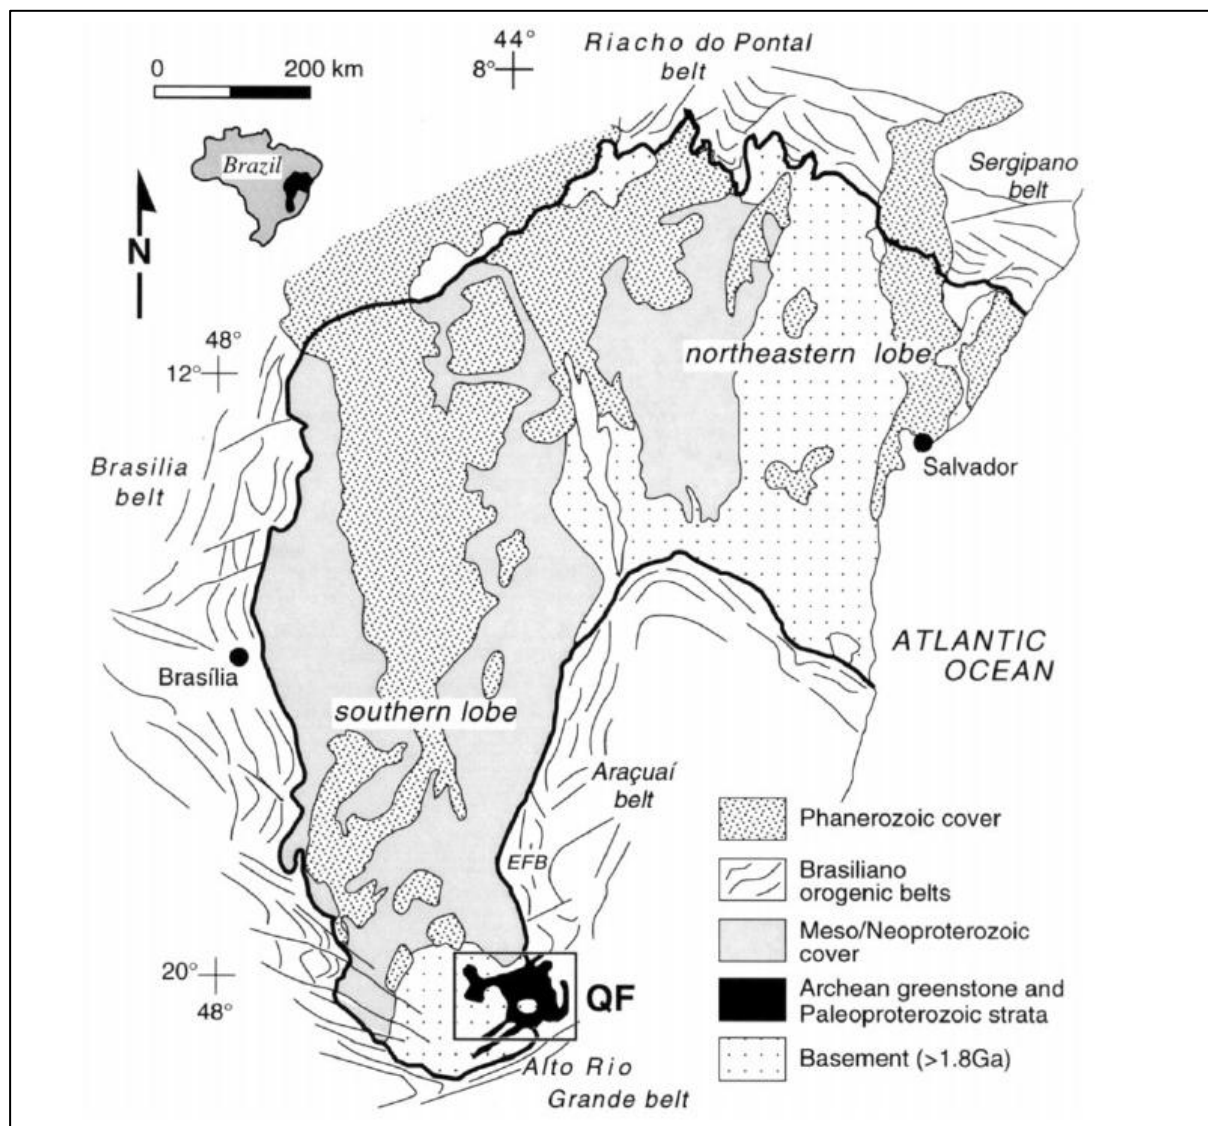 Riacho do Pontal
belt
44°
8°
0 200 km
Brazil
N
Sergipano
belt
48°
12°
northeastern lobe
Brasilia
belt
Salvador
ATLANTIC
OCEAN
Brasília
southern lobe
Araçuaí
belt
EFB
20°
48°
QF
Alto Rio
Grande belt
Phanerozoic cover
Brasiliano
orogenic belts
Meso/Neoproterozoic
cover
Archean greenstone and
Paleoproterozoic strata
Basement (>1.8Ga)